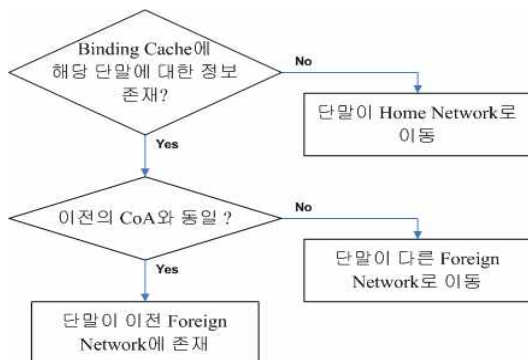 Binding Cache에
해당 단말에 대한 정보
존재?
No
단말이 Home Network로
이동
Yes
이전의 CoA와 동일 ?
No
단말이 다른 Foreign
Network로 이동
Yes
단말이 이전 Foreign
Network에 존재